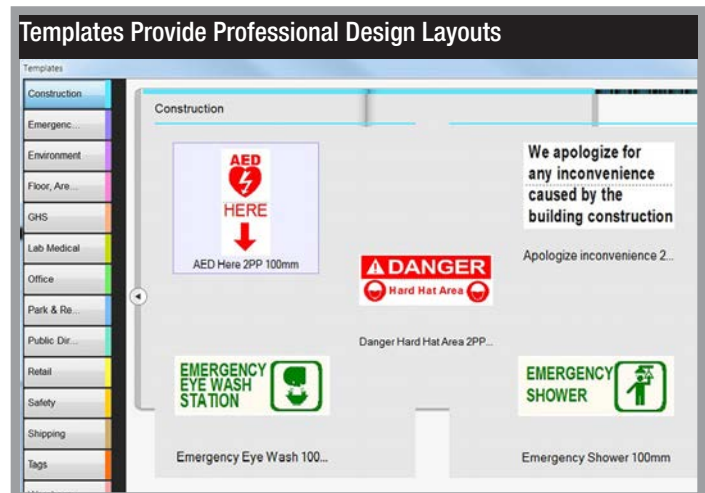 Templates Provide Professional Design Layouts
Templates
Construction
Emergenc...
Environment
Floor, Are...
GHS
Lab Medical
Office
Park & Re...
Public Dir...
Retail
Safety
Shipping
Tags
Construction
AED
HERE
AED Here 2PP 100mm
We apologize for
any inconvenience
caused by the
building construction
Apologize inconvenience 2...
DANGER
Hard Hat Area
Danger Hard Hat Area 2PP...
EMERGENCY
EYE WASH
STATION
Emergency Eye Wash 100...
EMERGENCY
SHOWER
Emergency Shower 100mm